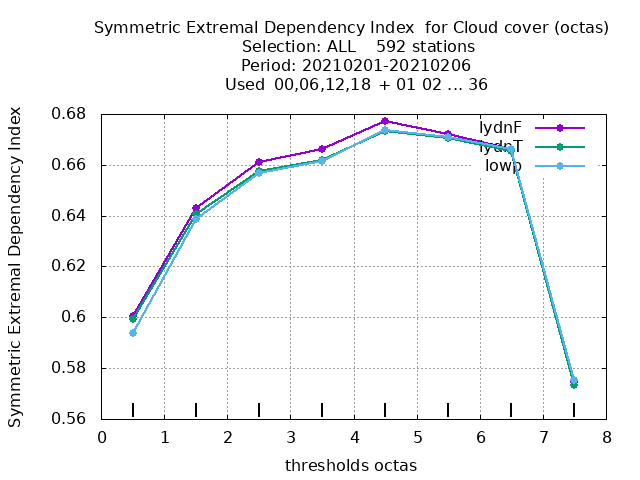 Symmetric Extremal Dependency Index  for Cloud cover (octas)
Selection: ALL    592 stations
Period: 20210201-20210206
Used  00,06,12,18  + 01 02 ... 36
Symmetric Extremal Dependency Index
0.68
0.66
0.64
0.62
0.6
0.58
0.56
lydnF
lydnT
lowp
0 1 2 3 4 5 6 7 8
thresholds octas